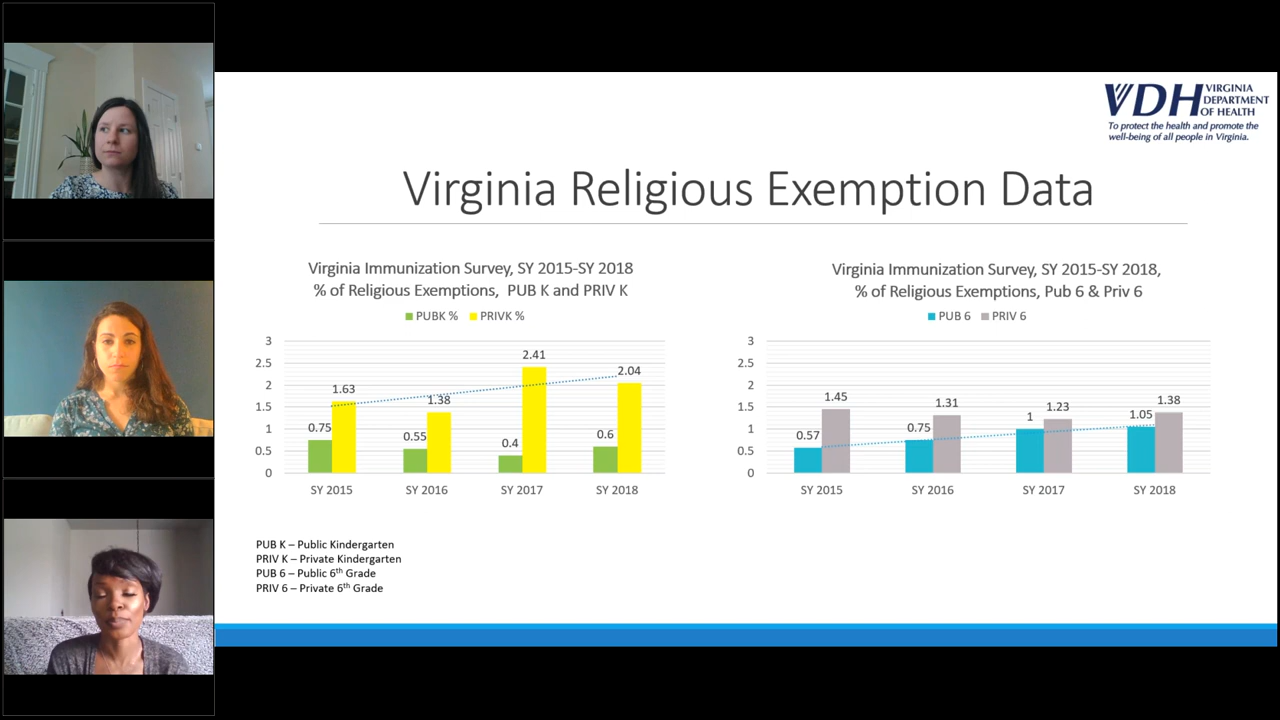 VDH VIRGINIA
DEPARTMENT
OF HEALTH
To protect the health and promote the
well-being of all people in Virginia.
Virginia Religious Exemption Data
Virginia Immunization Survey, SY 2015-SY 2018
% of Religious Exemptions, PUB K and PRIV K
PUBK % PRIVK %
3
2.5
2
1.5
1
0.5
0
1.63
1.38
2.41
2.04
0.75
0.55
0.4
0.6
SY 2015 SY 2016 SY 2017 SY 2018
Virginia Immunization Survey, SY 2015-SY 2018,
% of Religious Exemptions, Pub 6 & Priv 6
PUB 6 PRIV 6
3
2.5
2
1.5
1
0.5
0
1.45
1.31
1.23
1.38
0.57
0.75
1
1.05
SY 2015 SY 2016 SY 2017 SY 2018
PUB K – Public Kindergarten
PRIV K – Private Kindergarten
PUB 6 – Public 6th Grade
PRIV 6 – Private 6th Grade